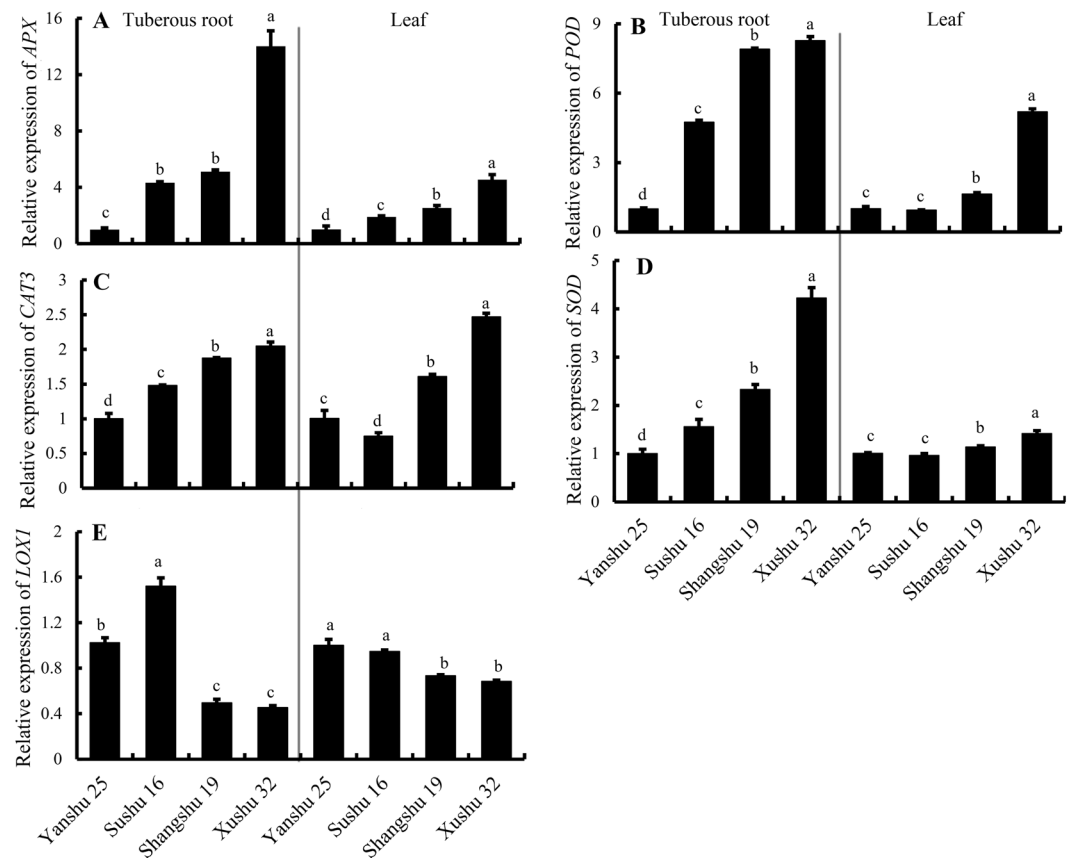 A
Tuberous root
Leaf
Relative expression of APX
16
12
8
4
0
c
b
b
a
d
c
b
a
B
Tuberous root
Leaf
Relative expression of POD
9
6
3
0
d
c
b
a
c
c
b
a
C
Relative expression of CAT3
3
2.5
2
1.5
1
0.5
0
d
c
b
a
c
d
b
a
D
Relative expression of SOD
5
4
3
2
1
0
d
c
b
a
c
c
b
a
Yanshu 25
Sushu 16
Shangshu 19
Xushu 32
Yanshu 25
Sushu 16
Shangshu 19
Xushu 32
E
Relative expression of LOX1
2
1.6
1.2
0.8
0.4
0
b
a
c
c
a
a
b
b
Yanshu 25
Sushu 16
Shangshu 19
Xushu 32
Yanshu 25
Sushu 16
Shangshu 19
Xushu 32